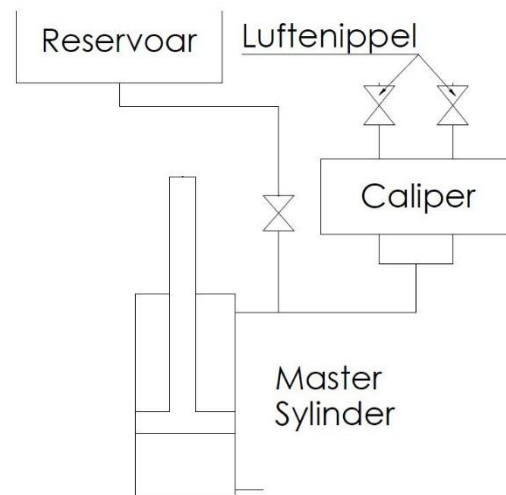 Reservoar
Luftenippel
Caliper
Master
Sylinder